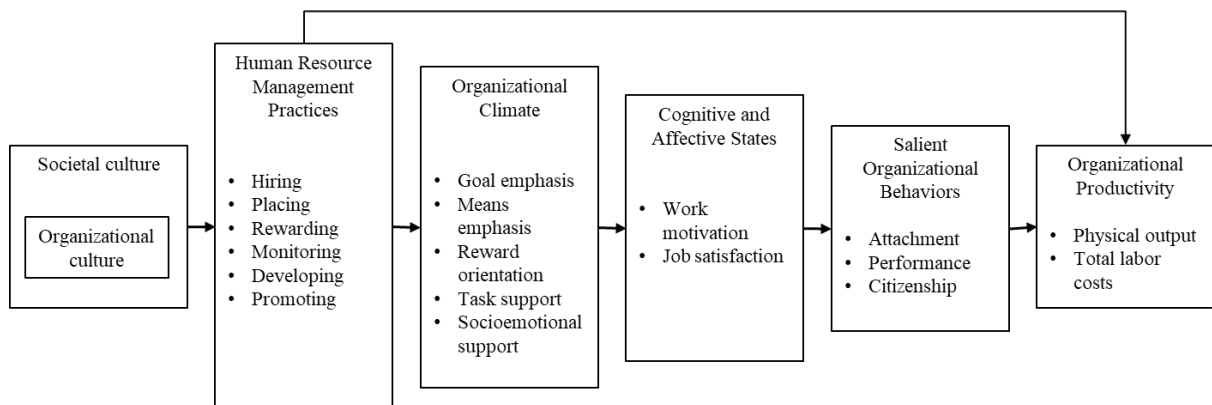 Societal culture
Organizational
culture
Human Resource
Management
Practices
• Hiring
• Placing
• Rewarding
• Monitoring
• Developing
• Promoting
Organizational
Climate
• Goal emphasis
• Means
emphasis
• Reward
orientation
• Task support
• Socioemotional
support
Cognitive and
Affective States
• Work
motivation
• Job satisfaction
Salient
Organizational
Behaviors
• Attachment
• Performance
• Citizenship
Organizational
Productivity
• Physical output
• Total labor
costs